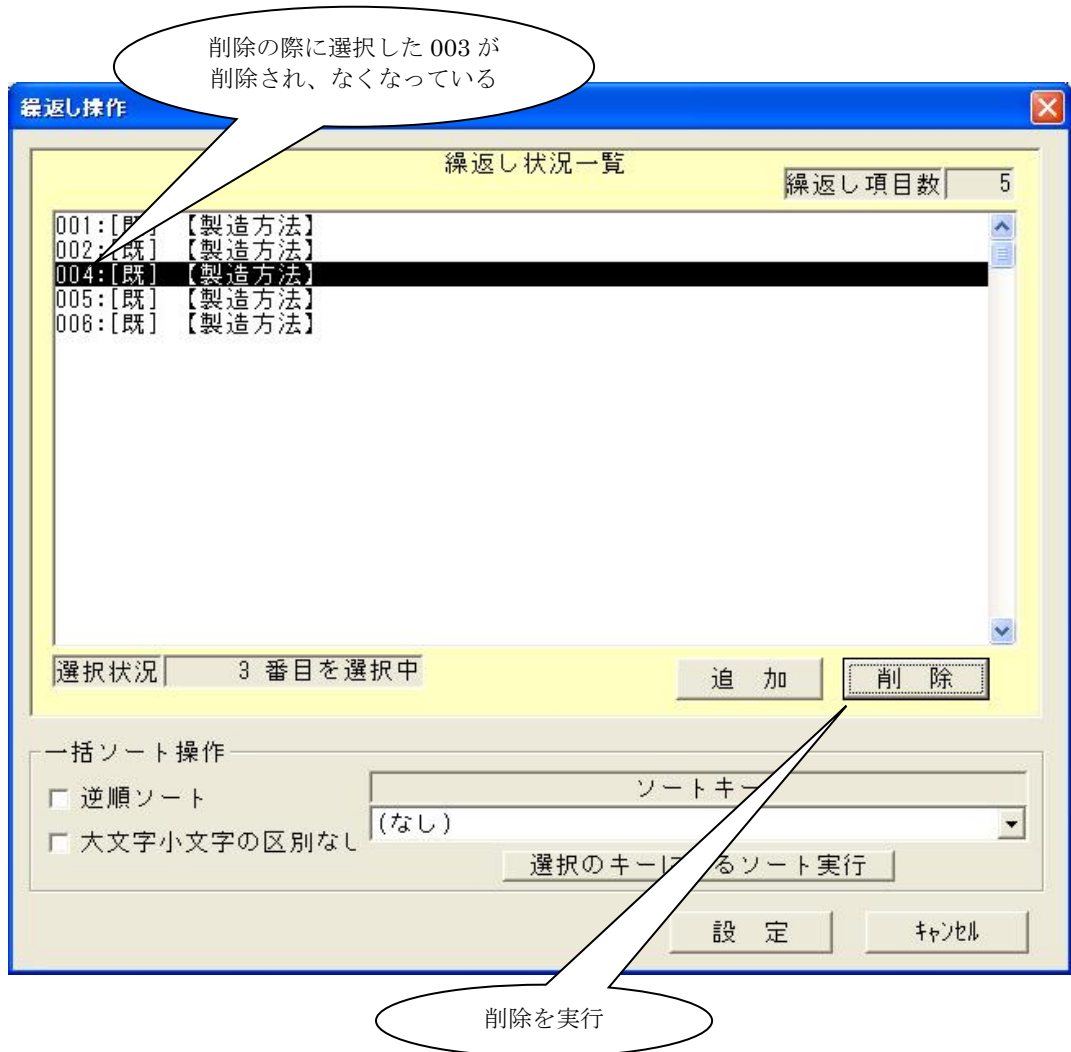 削除の際に選択した 003 が
削除され、なくなっている
繰返し操作
繰返し状況一覧
繰返し項目数 5
001:[既] 【製造方法】
002:[既] 【製造方法】
004:[既] 【製造方法】
005:[既] 【製造方法】
006:[既] 【製造方法】
選択状況 3 番目を選択中
追 加
削 除
一括ソート操作
逆順ソート
ソートキー
大文字小文字の区別なし
(なし)
選択のキーによるソート実行
設 定
ｷｬﾝｾﾙ
削除を実行